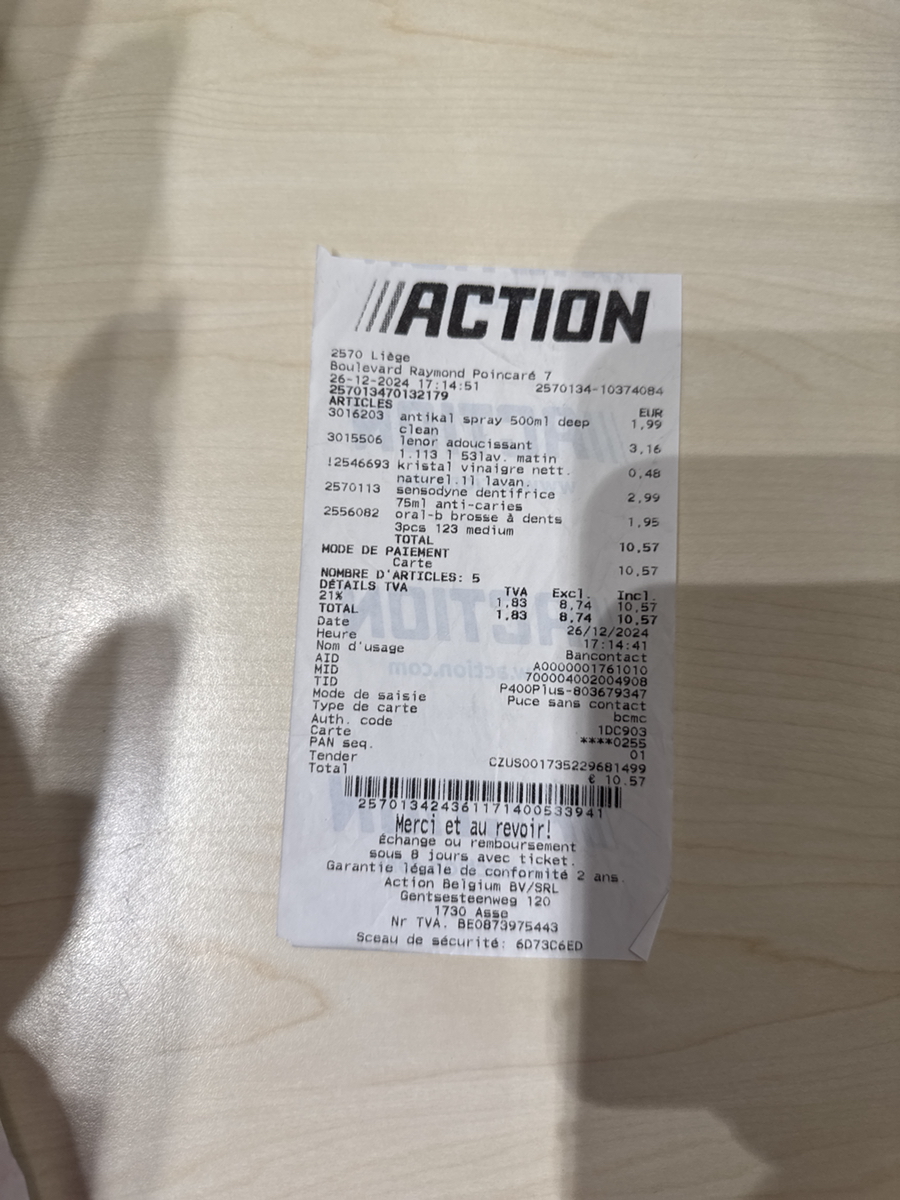 ACTION
2570 Liège
Boulevard Raymond Poincaré 7
26-12-2024 17:14:51 2570134-10374084
257013470132179
ARTICLES EUR
3016203 antikal spray 500ml deep 1,99
clean
3015506 lenor adoucissant 3,16
1.113 l 53lav. matin
!2546693 kristal vinaigre nett. 0,48
naturel.1l lavan.
2570113 sensodyne dentifrice 2,99
75ml anti-caries
2556082 oral-b brosse à dents 1,95
3pcs 123 medium
TOTAL 10,57
MODE DE PAIEMENT
Carte 10,57
NOMBRE D'ARTICLES: 5
DÉTAILS TVA TVA Excl. Incl.
21% 1,83 8,74 10,57
TOTAL 1,83 8,74 10,57
Date 26/12/2024
Heure 17:14:41
Nom d'usage Bancontact
AID A0000001761010
MID 700004002004908
TID P400Plus-803679347
Mode de saisie Puce sans contact
Type de carte bcmc
Auth. code 1DC903
Carte ****0255
PAN seq. 01
Tender CZUS001735229681499
Total € 10.57
2570134243611714005339​41
Merci et au revoir!
Échange ou remboursement
sous 8 jours avec ticket.
Garantie légale de conformité 2 ans.
Action Belgium BV/SRL
Gentsesteenweg 120
1730 Asse
Nr TVA. BE0873975443
Sceau de sécurité: 6D73C6ED